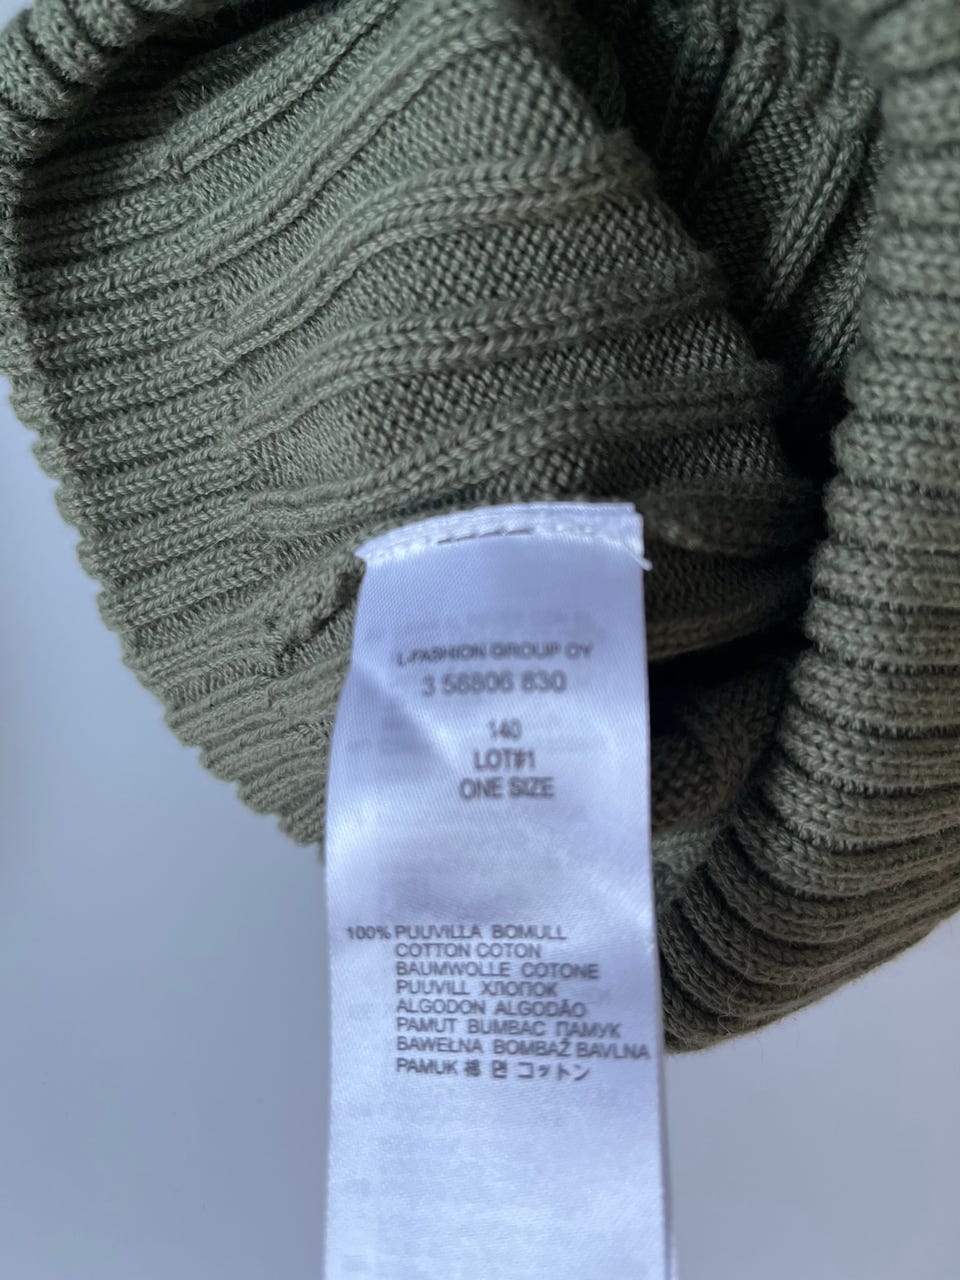 L-FASHION GROUP OY
3 56806 830
140
LOT#1
ONE SIZE
100% PUUVILLA BOMULL
COTTON COTON
BAUMWOLLE COTONE
PUUVILL ХЛОПОК
ALGODON ALGODÃO
PAMUT BUMBAC ПАМУК
BAWEŁNA BOMBAŽ BAVLNA
PAMUK 棉 면 コットン